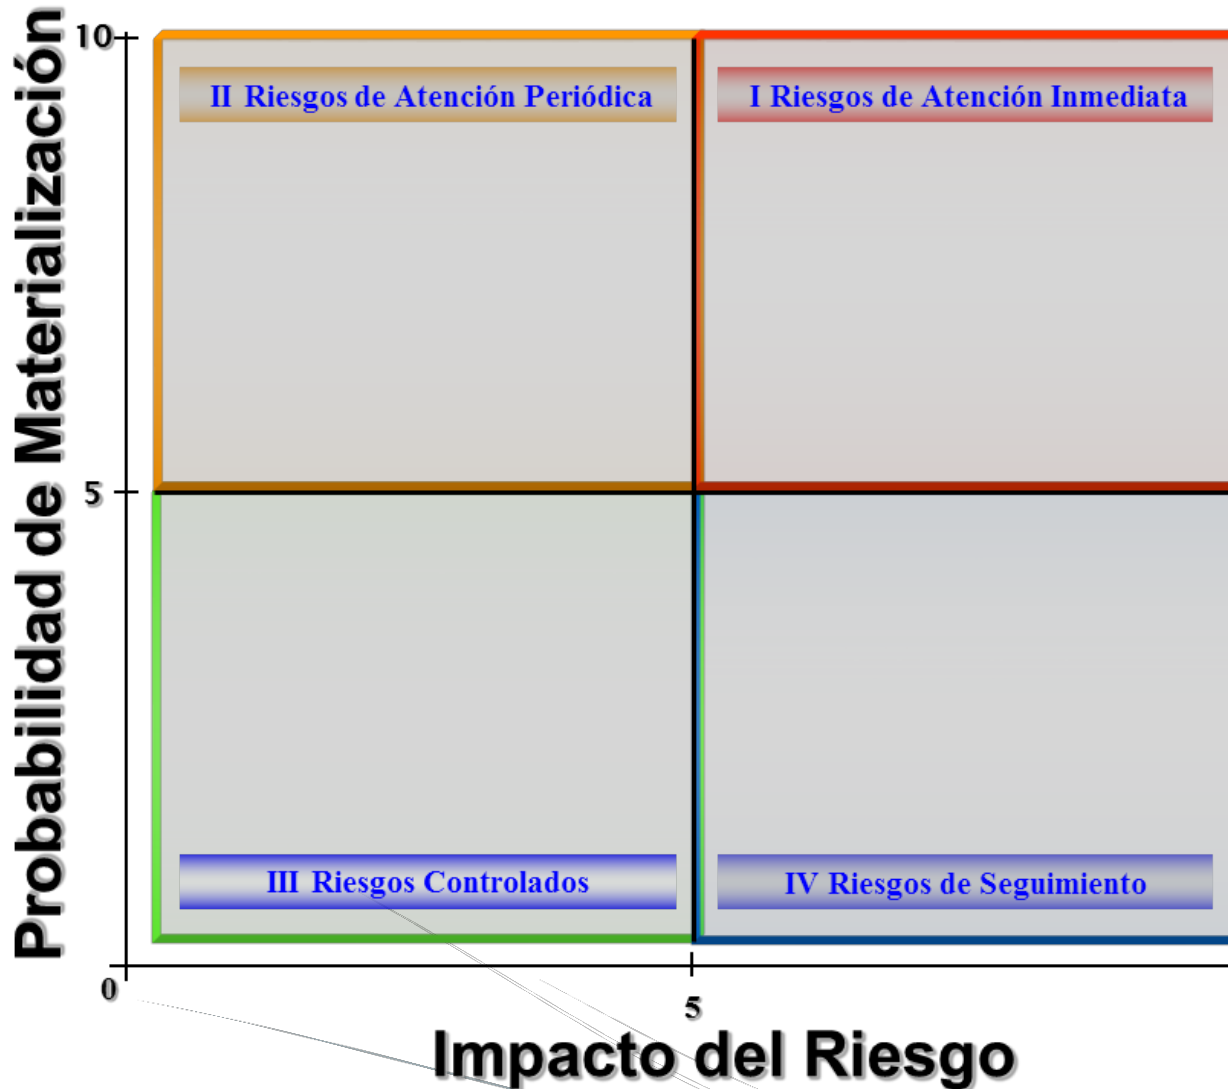 Probabilidad de Materialización
10
II Riesgos de Atención Periódica
I Riesgos de Atención Inmediata
5
III Riesgos Controlados
IV Riesgos de Seguimiento
0
5
Impacto del Riesgo